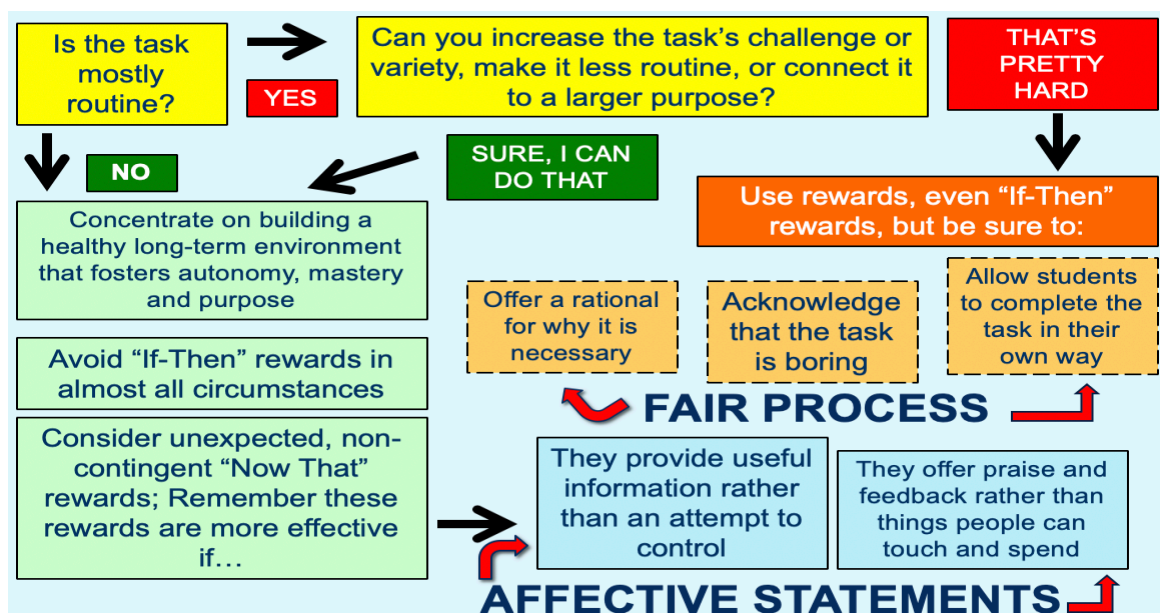 Is the task
mostly
routine?
YES
Can you increase the task's challenge or
variety, make it less routine, or connect it
to a larger purpose?
THAT'S
PRETTY
HARD
NO
SURE, I CAN
DO THAT
Concentrate on building a
healthy long-term environment
that fosters autonomy, mastery
and purpose
Use rewards, even “If-Then”
rewards, but be sure to:
Offer a rational
for why it is
necessary
Acknowledge
that the task
is boring
Allow students
to complete the
task in their
own way
Avoid “If-Then” rewards in
almost all circumstances
FAIR PROCESS
Consider unexpected, non-
contingent “Now That”
rewards; Remember these
rewards are more effective
if…
They provide useful
information rather
than an attempt to
control
They offer praise and
feedback rather than
things people can
touch and spend
AFFECTIVE STATEMENTS